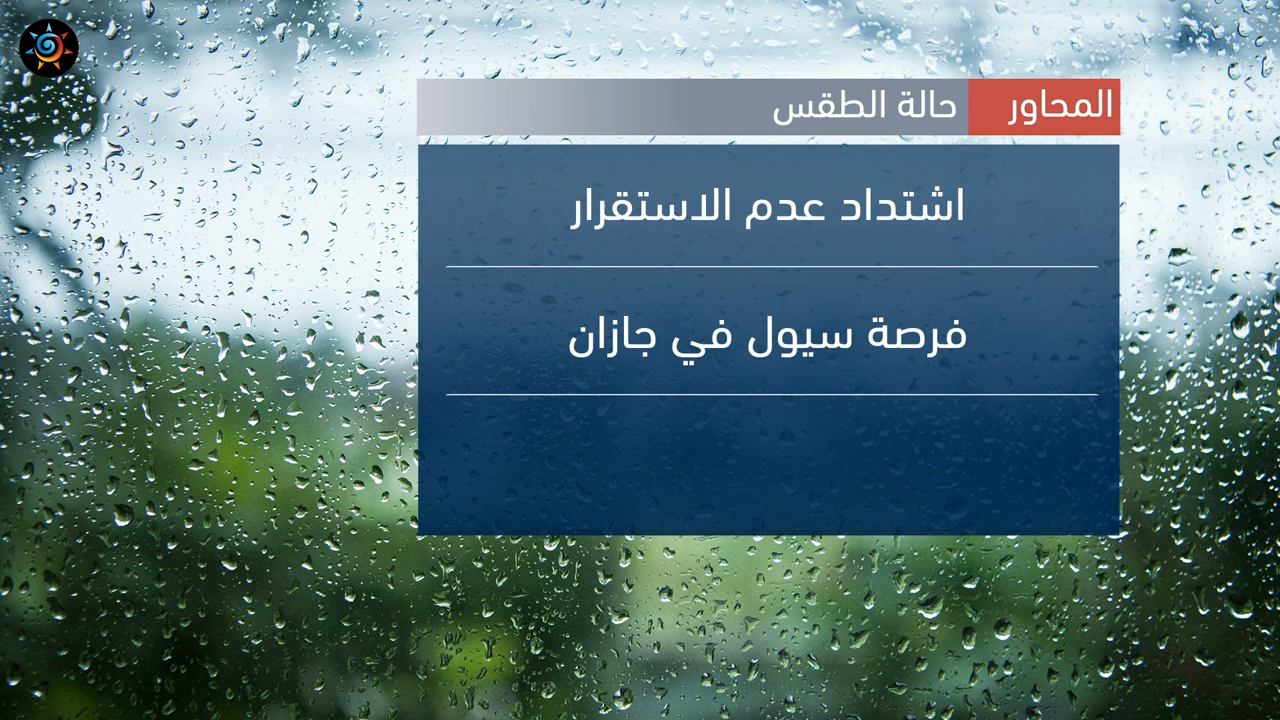 المحاور
حالة الطقس
اشتداد عدم الاستقرار
فرصة سيول في جازان